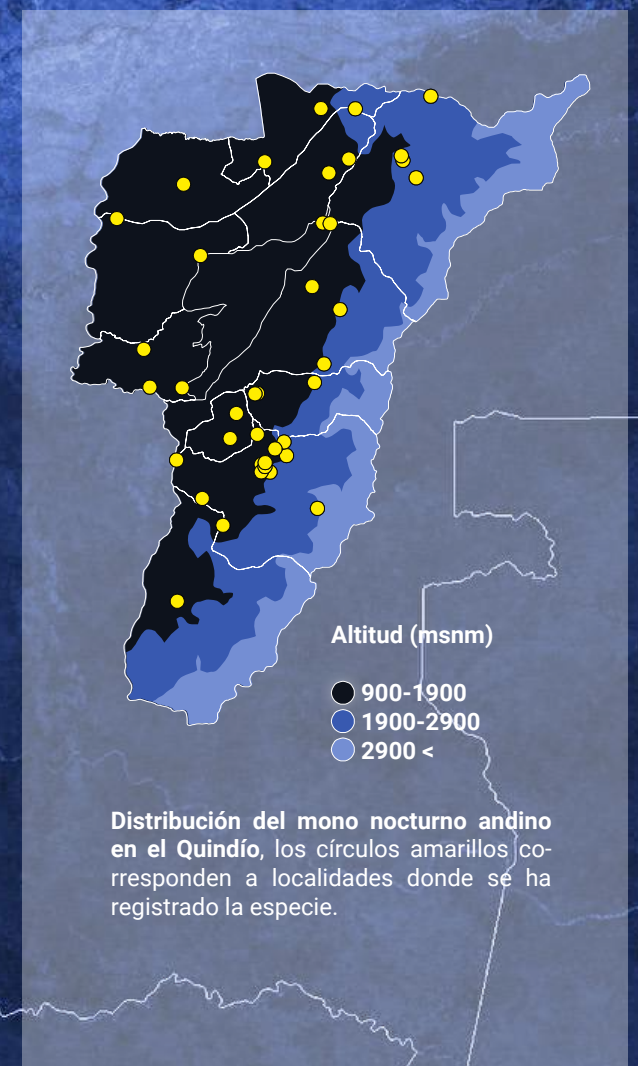 Altitud (msnm)
900-1900
1900-2900
2900 <
Distribución del mono nocturno andino
en el Quindío, los círculos amarillos co-
rresponden a localidades donde se ha
registrado la especie.